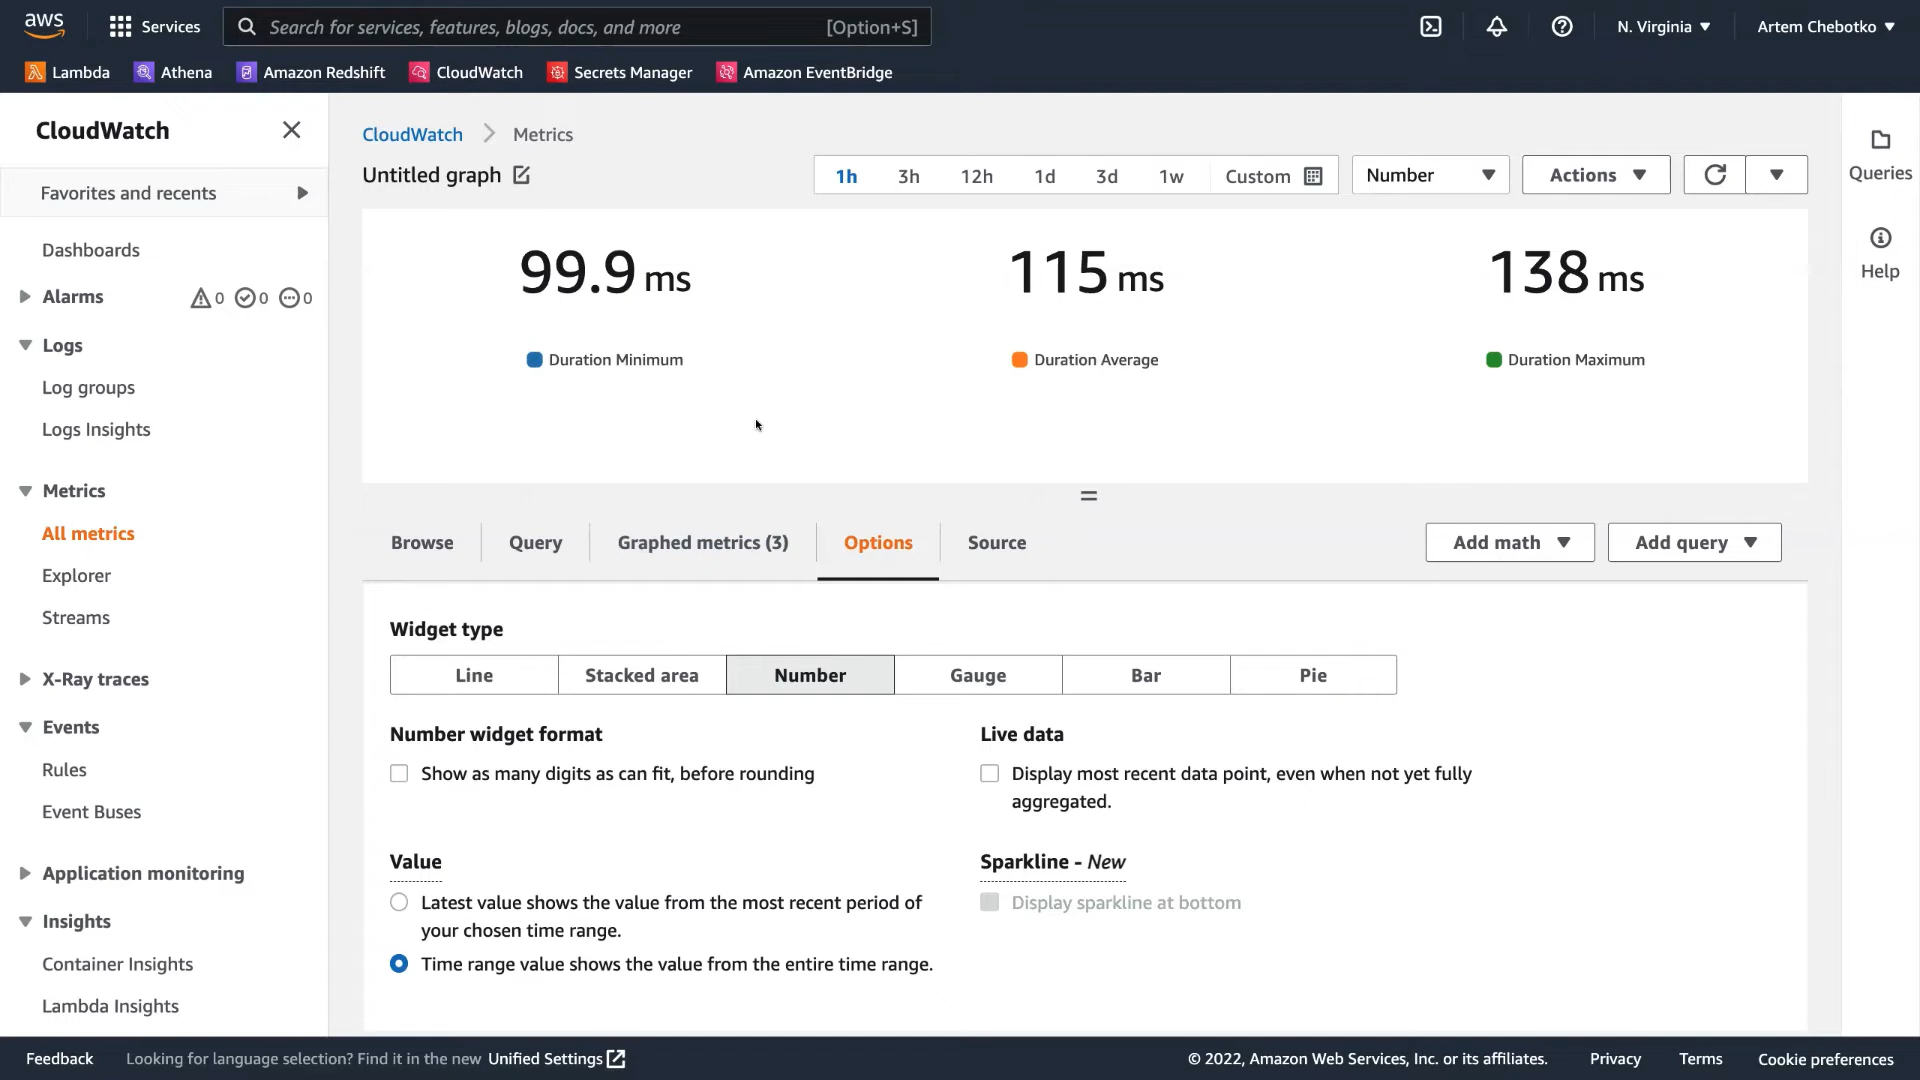 aws
Services
Search for services, features, blogs, docs, and more
[Option+S]
N. Virginia
Artem Chebotko
Lambda
Athena
Amazon Redshift
CloudWatch
Secrets Manager
Amazon EventBridge
CloudWatch
Favorites and recents
Dashboards
Alarms
0
0
0
Logs
Log groups
Logs Insights
Metrics
All metrics
Explorer
Streams
X-Ray traces
Events
Rules
Event Buses
Application monitoring
Insights
Container Insights
Lambda Insights
CloudWatch
Metrics
Untitled graph
1h
3h
12h
1d
3d
1w
Custom
Number
Actions
99.9 ms
115 ms
138 ms
Duration Minimum
Duration Average
Duration Maximum
Browse
Query
Graphed metrics (3)
Options
Source
Add math
Add query
Widget type
Line
Stacked area
Number
Gauge
Bar
Pie
Number widget format
Show as many digits as can fit, before rounding
Live data
Display most recent data point, even when not yet fully
aggregated.
Value
Latest value shows the value from the most recent period of
your chosen time range.
Time range value shows the value from the entire time range.
Sparkline - New
Display sparkline at bottom
Queries
Help
Feedback
Looking for language selection? Find it in the new Unified Settings
© 2022, Amazon Web Services, Inc. or its affiliates.
Privacy
Terms
Cookie preferences